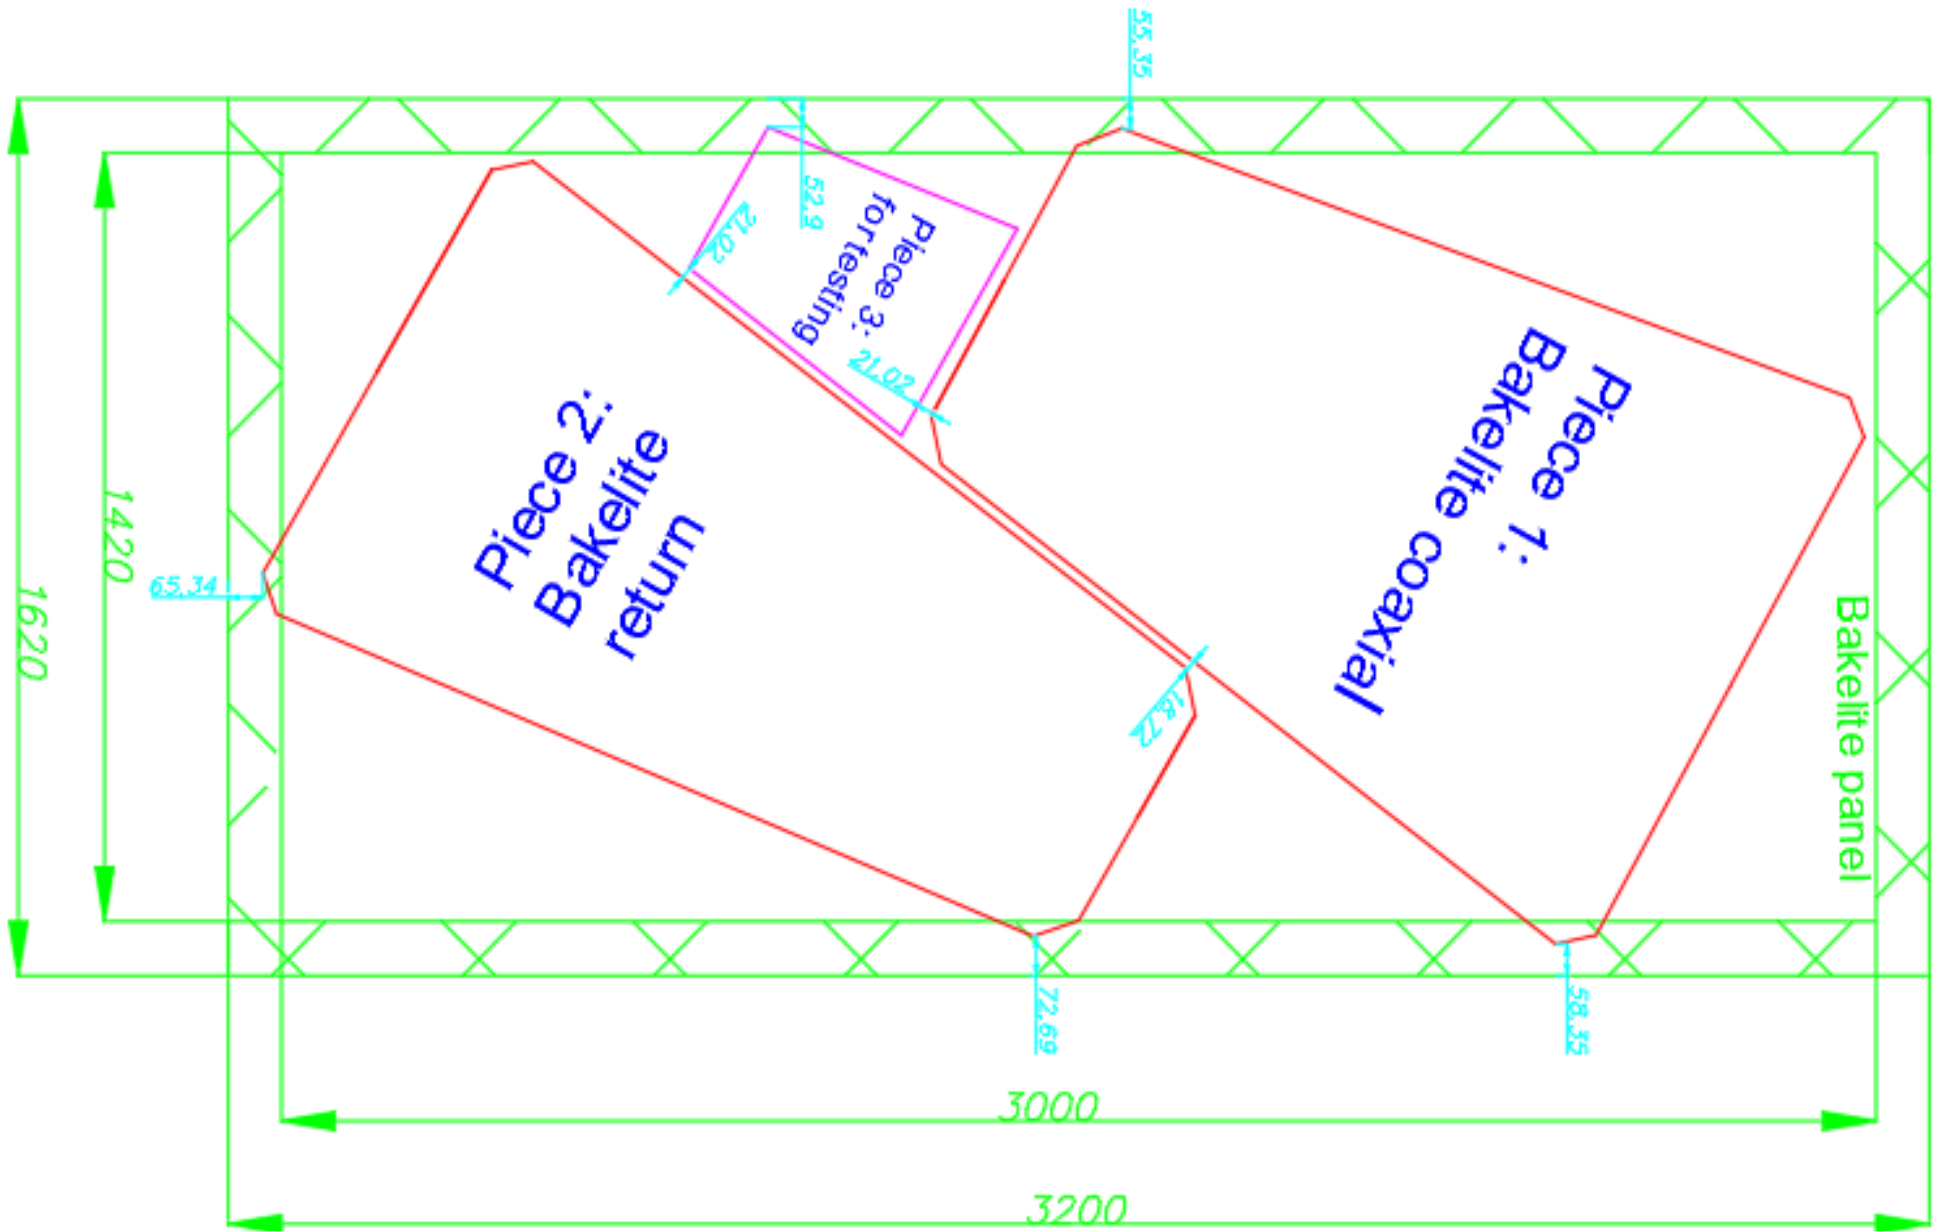 55,35
52,9
21,02
Piece 3:
for testing
21,02
Piece 1:
Bakelite coaxial
Piece 2:
Bakelite
return
1420
1620
65,34
Bakelite panel
18,72
72,69
58,35
3000
3200